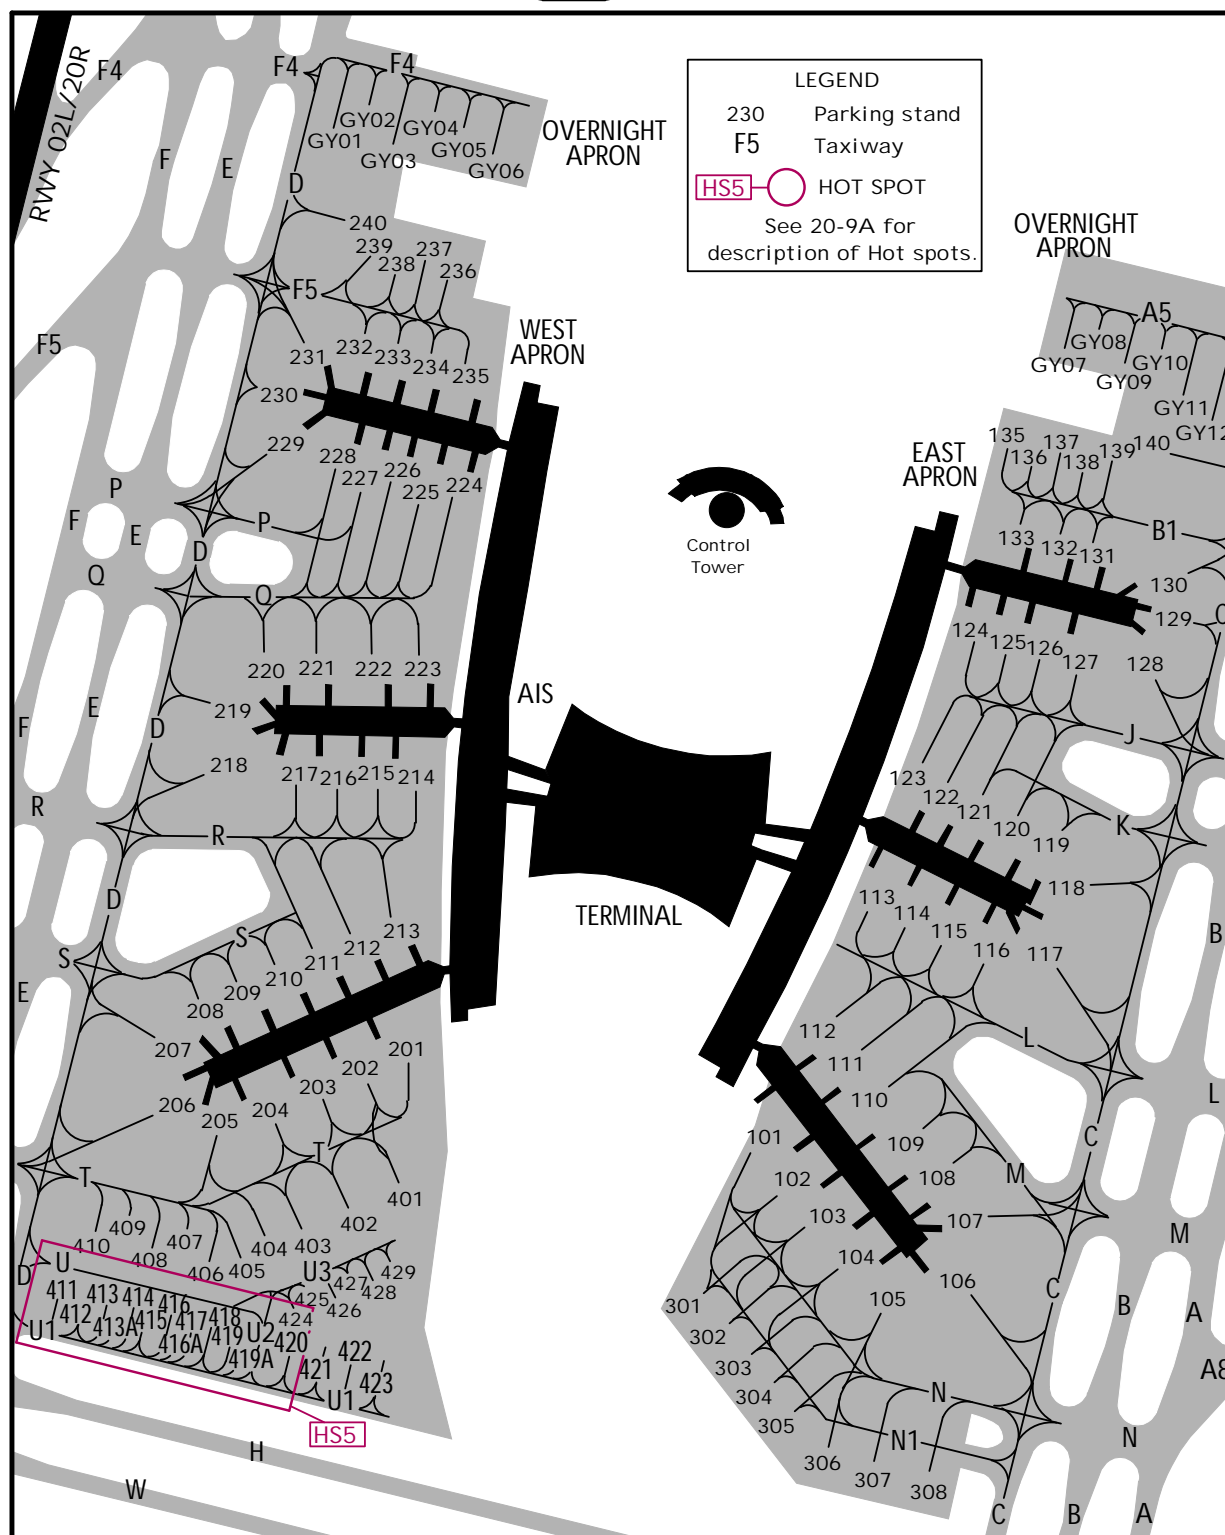 RWY 02L/20R
F4
F4
F4
GY01
GY02
GY03
GY04
GY05
GY06
OVERNIGHT
APRON
LEGEND
230 Parking stand
F5 Taxiway
HS5 HOT SPOT
See 20-9A for
description of Hot spots.
OVERNIGHT
APRON
F
E
D
240
239
238
237
236
F5
F5
WEST
APRON
231
232
233
234
235
230
229
228
227
226
225
224
A5
GY07
GY08
GY09
GY10
GY11
GY12
EAST
APRON
135
136
137
138
139
140
B1
133
132
131
130
129
128
124
125
126
127
Control
Tower
P
F
E
P
D
Q
Q
220
221
222
223
219
AIS
F
E
D
218
217
216
215
214
R
R
J
123
122
121
120
119
K
118
TERMINAL
D
S
S
E
213
212
211
210
209
208
207
206
205
204
203
202
201
113
114
115
116
117
B
L
L
112
111
110
109
108
107
106
105
104
103
102
101
C
M
M
T
T
401
402
403
404
405
406
407
408
409
410
D
U
U3
429
428
427
426
425
424
411
412
413
413A
414
415
416
416A
417
418
419
419A
U2
420
421
422
423
U1
U1
HS5
H
W
301
302
303
304
305
306
307
308
N
N1
N
C
B
A
A8
C
B
A